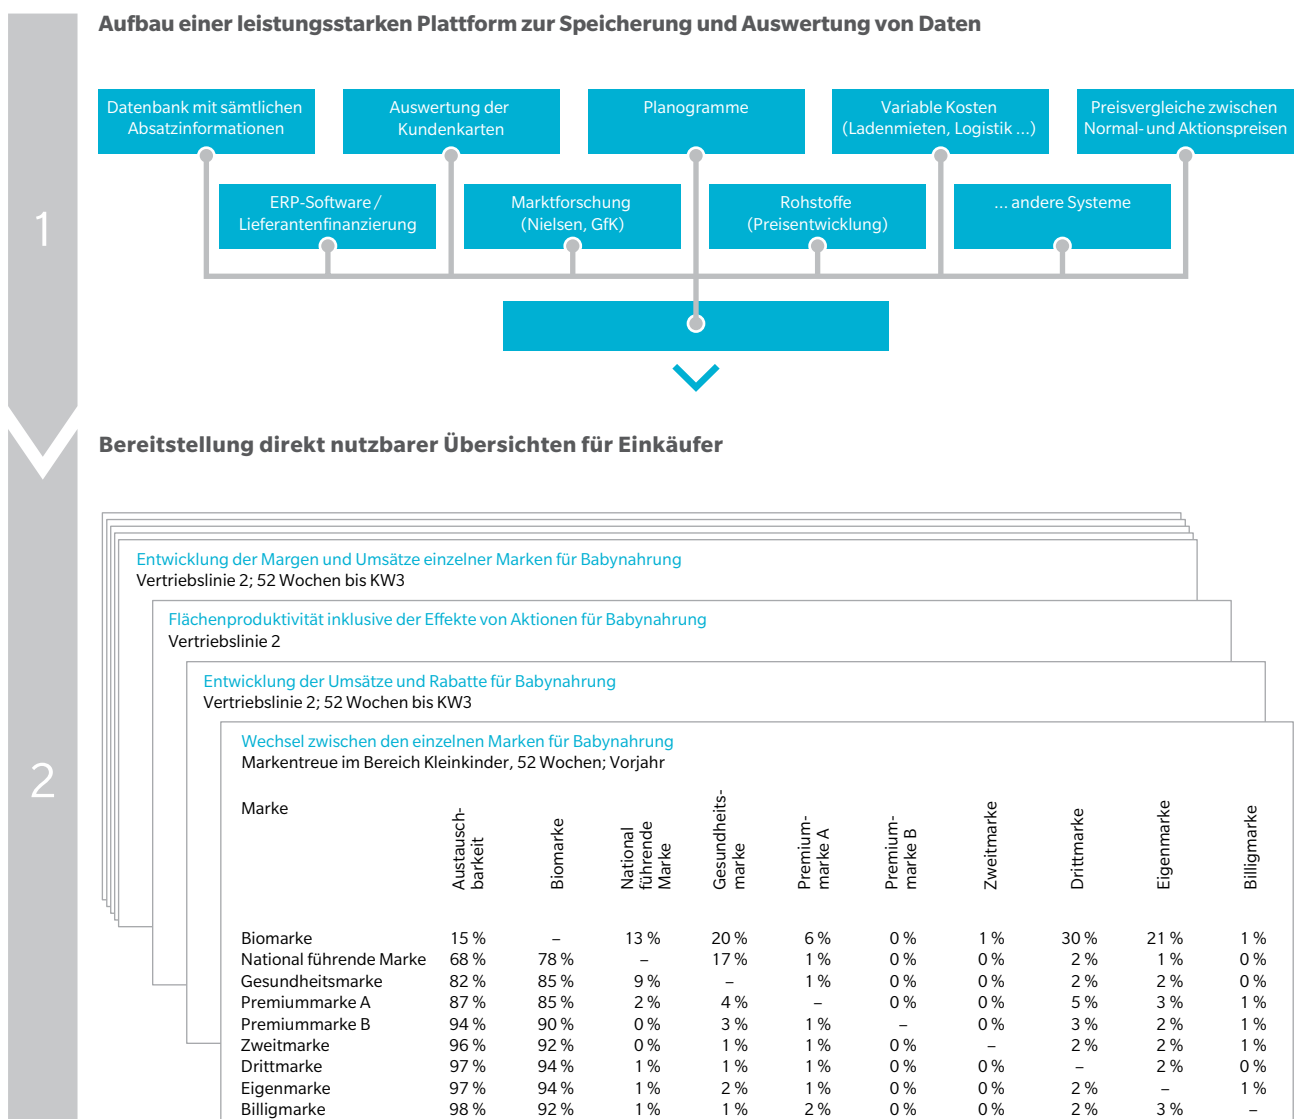 Aufbau einer leistungsstarken Plattform zur Speicherung und Auswertung von Daten
1
Datenbank mit sämtlichen
Absatzinformationen
Auswertung der
Kundenkarten
Planogramme
Variable Kosten
(Ladenmieten, Logistik ...)
Preisvergleiche zwischen
Normal- und Aktionspreisen
ERP-Software /
Lieferantenfinanzierung
Marktforschung
(Nielsen, GfK)
Rohstoffe
(Preisentwicklung)
... andere Systeme
Bereitstellung direkt nutzbarer Übersichten für Einkäufer
2
Entwicklung der Margen und Umsätze einzelner Marken für Babynahrung
Vertriebslinie 2; 52 Wochen bis KW3
Flächenproduktivität inklusive der Effekte von Aktionen für Babynahrung
Vertriebslinie 2
Entwicklung der Umsätze und Rabatte für Babynahrung
Vertriebslinie 2; 52 Wochen bis KW3
Wechsel zwischen den einzelnen Marken für Babynahrung
Markentreue im Bereich Kleinkinder, 52 Wochen; Vorjahr
Marke
Austausch-
barkeit
Biomarke
National
führende
Marke
Gesundheits-
marke
Premium-
marke A
Premium-
marke B
Zweitmarke
Drittmarke
Eigenmarke
Billigmarke
Biomarke 15 % – 13 % 20 % 6 % 0 % 1 % 30 % 21 % 1 %
National führende Marke 68 % 78 % – 17 % 1 % 0 % 0 % 2 % 1 % 0 %
Gesundheitsmarke 82 % 85 % 9 % – 1 % 0 % 0 % 2 % 2 % 0 %
Premiummarke A 87 % 85 % 2 % 4 % – 0 % 0 % 5 % 3 % 1 %
Premiummarke B 94 % 90 % 0 % 3 % 1 % – 0 % 3 % 2 % 1 %
Zweitmarke 96 % 92 % 0 % 1 % 1 % 0 % – 2 % 2 % 1 %
Drittmarke 97 % 94 % 1 % 1 % 1 % 0 % 0 % – 2 % 0 %
Eigenmarke 97 % 94 % 1 % 2 % 1 % 0 % 0 % 2 % – 1 %
Billigmarke 98 % 92 % 1 % 1 % 2 % 0 % 0 % 2 % 3 % –